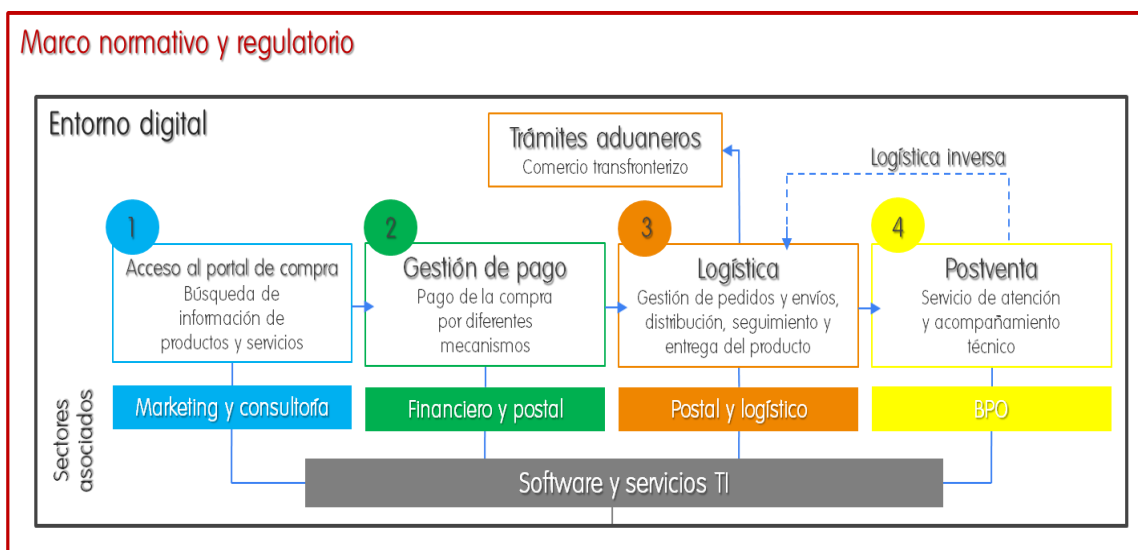 Marco normativo y regulatorio
Entorno digital
Trámites aduaneros
Comercio transfronterizo
Logística inversa
1
Acceso al portal de compra
Búsqueda de
información de
productos y servicios
2
Gestión de pago
Pago de la compra
por diferentes
mecanismos
3
Logística
Gestión de pedidos y envíos,
distribución, seguimiento y
entrega del producto
4
Postventa
Servicio de atención
y acompañamiento
técnico
Sectores
asociados
Marketing y consultoría
Financiero y postal
Postal y logístico
BPO
Software y servicios TI